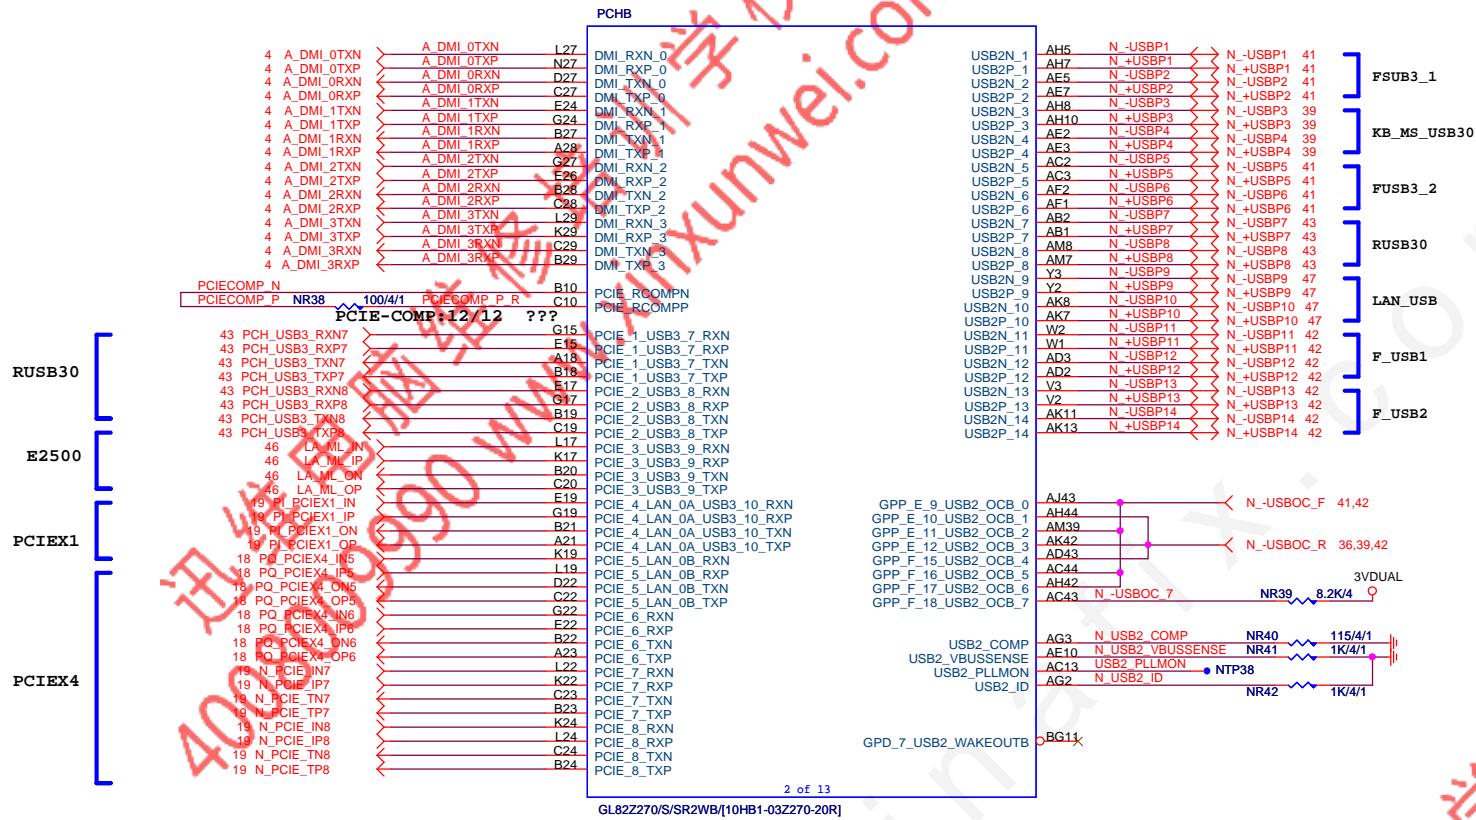 PCHB
4 A_DMI_0TXN A_DMI_0TXN L27 DMI_RXN_0
4 A_DMI_0TXP A_DMI_0TXP N27 DMI_RXP_0
4 A_DMI_0RXN A_DMI_0RXN D27 DMI_TXN_0
4 A_DMI_0RXP A_DMI_0RXP C27 DMI_TXP_0
4 A_DMI_1TXN A_DMI_1TXN E24 DMI_RXN_1
4 A_DMI_1TXP A_DMI_1TXP G24 DMI_RXP_1
4 A_DMI_1RXN A_DMI_1RXN B27 DMI_TXN_1
4 A_DMI_1RXP A_DMI_1RXP A28 DMI_TXP_1
4 A_DMI_2TXN A_DMI_2TXN G27 DMI_RXN_2
4 A_DMI_2TXP A_DMI_2TXP E26 DMI_RXP_2
4 A_DMI_2RXN A_DMI_2RXN B28 DMI_TXN_2
4 A_DMI_2RXP A_DMI_2RXP C28 DMI_TXP_2
4 A_DMI_3TXN A_DMI_3TXN L29 DMI_RXN_3
4 A_DMI_3TXP A_DMI_3TXP K29 DMI_RXP_3
4 A_DMI_3RXN A_DMI_3RXN C29 DMI_TXN_3
4 A_DMI_3RXP A_DMI_3RXP B29 DMI_TXP_3
PCIECOMP_N B10 PCIE_RCOMPN
PCIECOMP_P NR38 100/4/1 PCIECOMP_P_R C10 PCIE_RCOMPP
PCIE-COMP:12/12 ???
RUSB30
43 PCH_USB3_RXN7 G15 PCIE_1_USB3_7_RXN
43 PCH_USB3_RXP7 E15 PCIE_1_USB3_7_RXP
43 PCH_USB3_TXN7 A18 PCIE_1_USB3_7_TXN
43 PCH_USB3_TXP7 B18 PCIE_1_USB3_7_TXP
43 PCH_USB3_RXN8 E17 PCIE_2_USB3_8_RXN
43 PCH_USB3_RXP8 G17 PCIE_2_USB3_8_RXP
43 PCH_USB3_TXN8 B19 PCIE_2_USB3_8_TXN
43 PCH_USB3_TXP8 C19 PCIE_2_USB3_8_TXP
E2500
46 LA_ML_IN L17 PCIE_3_USB3_9_RXN
46 LA_ML_IP K17 PCIE_3_USB3_9_RXP
46 LA_ML_ON B20 PCIE_3_USB3_9_TXN
46 LA_ML_OP C20 PCIE_3_USB3_9_TXP
PCIEX1
19 PI_PCIEX1_IN E19 PCIE_4_LAN_0A_USB3_10_RXN
19 PI_PCIEX1_IP G19 PCIE_4_LAN_0A_USB3_10_RXP
19 PI_PCIEX1_ON B21 PCIE_4_LAN_0A_USB3_10_TXN
19 PI_PCIEX1_OP A21 PCIE_4_LAN_0A_USB3_10_TXP
PCIEX4
18 PQ_PCIEX4_IN5 K19 PCIE_5_LAN_0B_RXN
18 PQ_PCIEX4_IP5 L19 PCIE_5_LAN_0B_RXP
18 PQ_PCIEX4_ON5 D22 PCIE_5_LAN_0B_TXN
18 PQ_PCIEX4_OP5 C22 PCIE_5_LAN_0B_TXP
18 PQ_PCIEX4_IN6 G22 PCIE_6_RXN
18 PQ_PCIEX4_IP6 E22 PCIE_6_RXP
18 PQ_PCIEX4_ON6 B22 PCIE_6_TXN
18 PQ_PCIEX4_OP6 A23 PCIE_6_TXP
19 N_PCIE_IN7 L22 PCIE_7_RXN
19 N_PCIE_IP7 K22 PCIE_7_RXP
19 N_PCIE_TN7 C23 PCIE_7_TXN
19 N_PCIE_TP7 B23 PCIE_7_TXP
19 N_PCIE_IN8 K24 PCIE_8_RXN
19 N_PCIE_IP8 L24 PCIE_8_RXP
19 N_PCIE_TN8 C24 PCIE_8_TXN
19 N_PCIE_TP8 B24 PCIE_8_TXP
USB2N_1 AH5 N_-USBP1 N_-USBP1 41
USB2P_1 AH7 N_+USBP1 N_+USBP1 41
USB2N_2 AE5 N_-USBP2 N_-USBP2 41
USB2P_2 AE7 N_+USBP2 N_+USBP2 41
FSUB3_1
USB2N_3 AH8 N_-USBP3 N_-USBP3 39
USB2P_3 AH10 N_+USBP3 N_+USBP3 39
USB2N_4 AE2 N_-USBP4 N_-USBP4 39
USB2P_4 AE3 N_+USBP4 N_+USBP4 39
KB_MS_USB30
USB2N_5 AC2 N_-USBP5 N_-USBP5 41
USB2P_5 AC3 N_+USBP5 N_+USBP5 41
USB2N_6 AF2 N_-USBP6 N_-USBP6 41
USB2P_6 AF1 N_+USBP6 N_+USBP6 41
FUSB3_2
USB2N_7 AB2 N_-USBP7 N_-USBP7 43
USB2P_7 AB1 N_+USBP7 N_+USBP7 43
USB2N_8 AM8 N_-USBP8 N_-USBP8 43
USB2P_8 AM7 N_+USBP8 N_+USBP8 43
RUSB30
USB2N_9 Y3 N_-USBP9 N_-USBP9 47
USB2P_9 Y2 N_+USBP9 N_+USBP9 47
USB2N_10 AK8 N_-USBP10 N_-USBP10 47
USB2P_10 AK7 N_+USBP10 N_+USBP10 47
LAN_USB
USB2N_11 W2 N_-USBP11 N_-USBP11 42
USB2P_11 W1 N_+USBP11 N_+USBP11 42
USB2N_12 AD3 N_-USBP12 N_-USBP12 42
USB2P_12 AD2 N_+USBP12 N_+USBP12 42
F_USB1
USB2N_13 V3 N_-USBP13 N_-USBP13 42
USB2P_13 V2 N_+USBP13 N_+USBP13 42
USB2N_14 AK11 N_-USBP14 N_-USBP14 42
USB2P_14 AK13 N_+USBP14 N_+USBP14 42
F_USB2
GPP_E_9_USB2_OCB_0 AJ43 N_-USBOC_F 41,42
GPP_E_10_USB2_OCB_1 AH44
GPP_E_11_USB2_OCB_2 AM39
GPP_E_12_USB2_OCB_3 AK42 N_-USBOC_R 36,39,42
GPP_F_15_USB2_OCB_4 AD43
GPP_F_16_USB2_OCB_5 AC44
GPP_F_17_USB2_OCB_6 AH42
GPP_F_18_USB2_OCB_7 AC43 N_-USBOC_7 NR39 8.2K/4 3VDUAL
USB2_COMP AG3 N_USB2_COMP NR40 115/4/1
USB2_VBUSSENSE AE10 N_USB2_VBUSSENSE NR41 1K/4/1
USB2_PLLMON AC13 USB2_PLLMON NTP38
USB2_ID AG2 N_USB2_ID NR42 1K/4/1
GPD_7_USB2_WAKEOUTB BG11
2 of 13
GL82Z270/S/SR2WB/[10HB1-03Z270-20R]
迅维电脑维修培训学
4008009990 www.xinxunwei.com